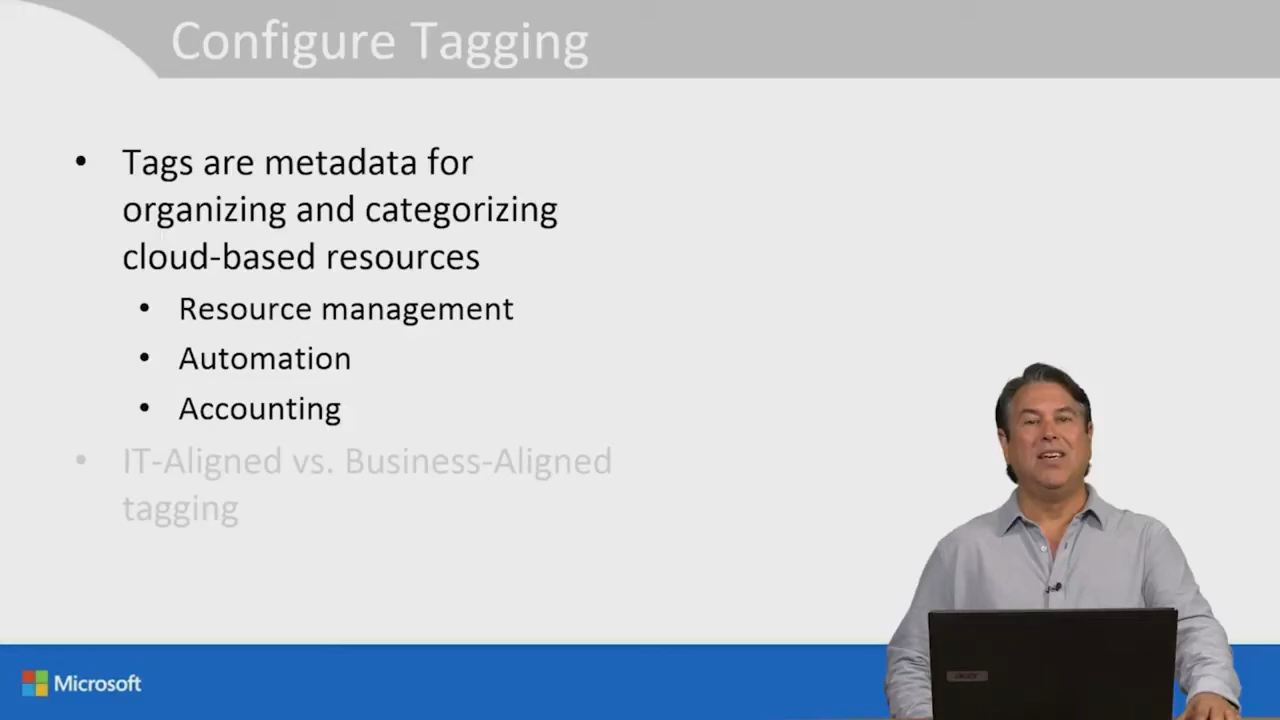 Configure Tagging
• Tags are metadata for
organizing and categorizing
cloud-based resources
• Resource management
• Automation
• Accounting
• IT-Aligned vs. Business-Aligned
tagging
Microsoft
acer